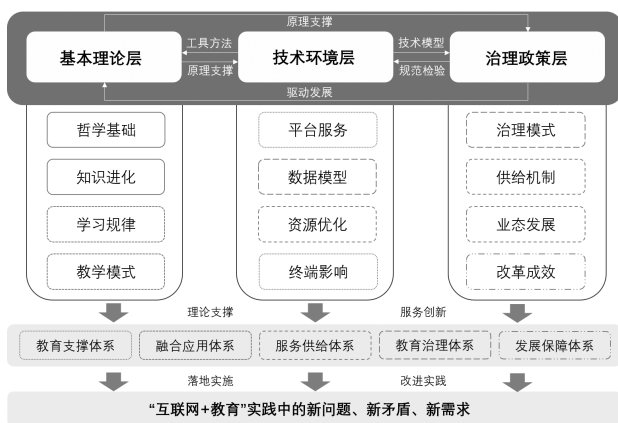 原理支撑
基本理论层
工具方法
原理支撑
技术环境层
技术模型
规范检验
治理政策层
驱动发展
哲学基础
知识进化
学习规律
教学模式
平台服务
数据模型
资源优化
终端影响
治理模式
供给机制
业态发展
改革成效
理论支撑
服务创新
教育支撑体系
融合应用体系
服务供给体系
教育治理体系
发展保障体系
落地实施
改进实践
“互联网+教育”实践中的新问题、新矛盾、新需求